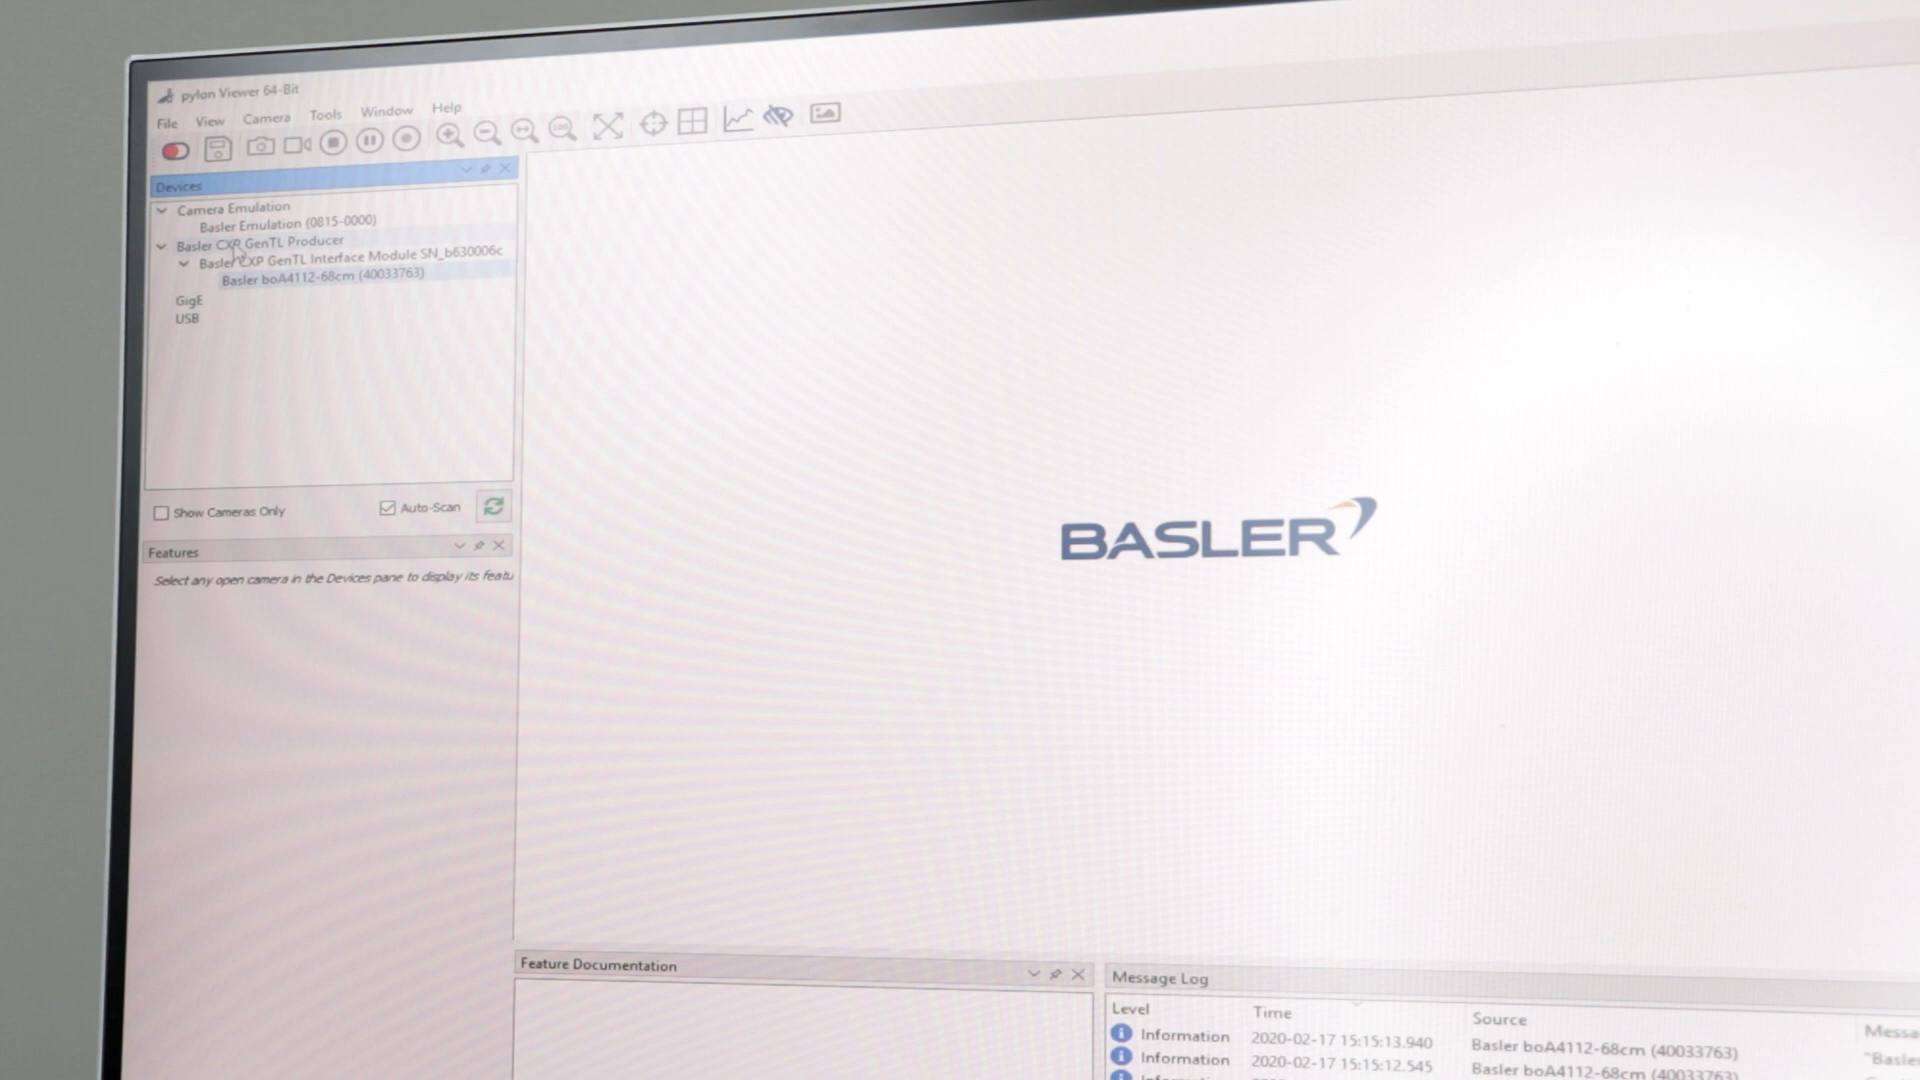 pylon Viewer 64-Bit
File View Camera Tools Window Help
100
Devices
Camera Emulation
Basler Emulation (0815-0000)
Basler CXP GenTL Producer
Basler CXP GenTL Interface Module SN_b630006c
Basler boA4112-68cm (40033763)
GigE
USB
Show Cameras Only Auto-Scan
Features
Select any open camera in the Devices pane to display its featu
BASLER
Feature Documentation
Message Log
Level Time Source Messa
Information 2020-02-17 15:15:13.940 Basler boA4112-68cm (40033763) "Basle
Information 2020-02-17 15:15:12.545 Basler boA4112-68cm (40033763)